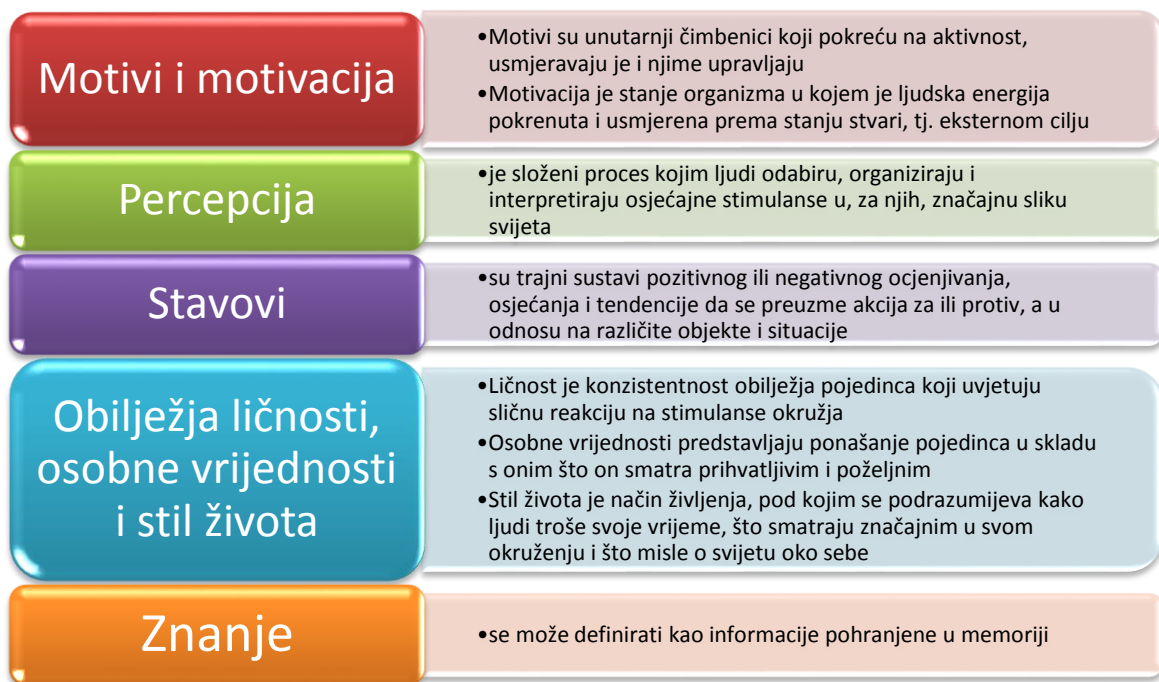 Motivi i motivacija
•Motivi su unutarnji čimbenici koji pokreću na aktivnost,
usmjeravaju je i njime upravljaju
•Motivacija je stanje organizma u kojem je ljudska energija
pokrenuta i usmjerena prema stanju stvari, tj. eksternom cilju
Percepcija
•je složeni proces kojim ljudi odabiru, organiziraju i
interpretiraju osjećajne stimulanse u, za njih, značajnu sliku
svijeta
Stavovi
•su trajni sustavi pozitivnog ili negativnog ocjenjivanja,
osjećanja i tendencije da se preuzme akcija za ili protiv, a u
odnosu na različite objekte i situacije
Obilježja ličnosti,
osobne vrijednosti
i stil života
•Ličnost je konzistentnost obilježja pojedinca koji uvjetuju
sličnu reakciju na stimulanse okružja
•Osobne vrijednosti predstavljaju ponašanje pojedinca u skladu
s onim što on smatra prihvatljivim i poželjnim
•Stil života je način življenja, pod kojim se podrazumijeva kako
ljudi troše svoje vrijeme, što smatraju značajnim u svom
okruženju i što misle o svijetu oko sebe
Znanje
•se može definirati kao informacije pohranjene u memoriji